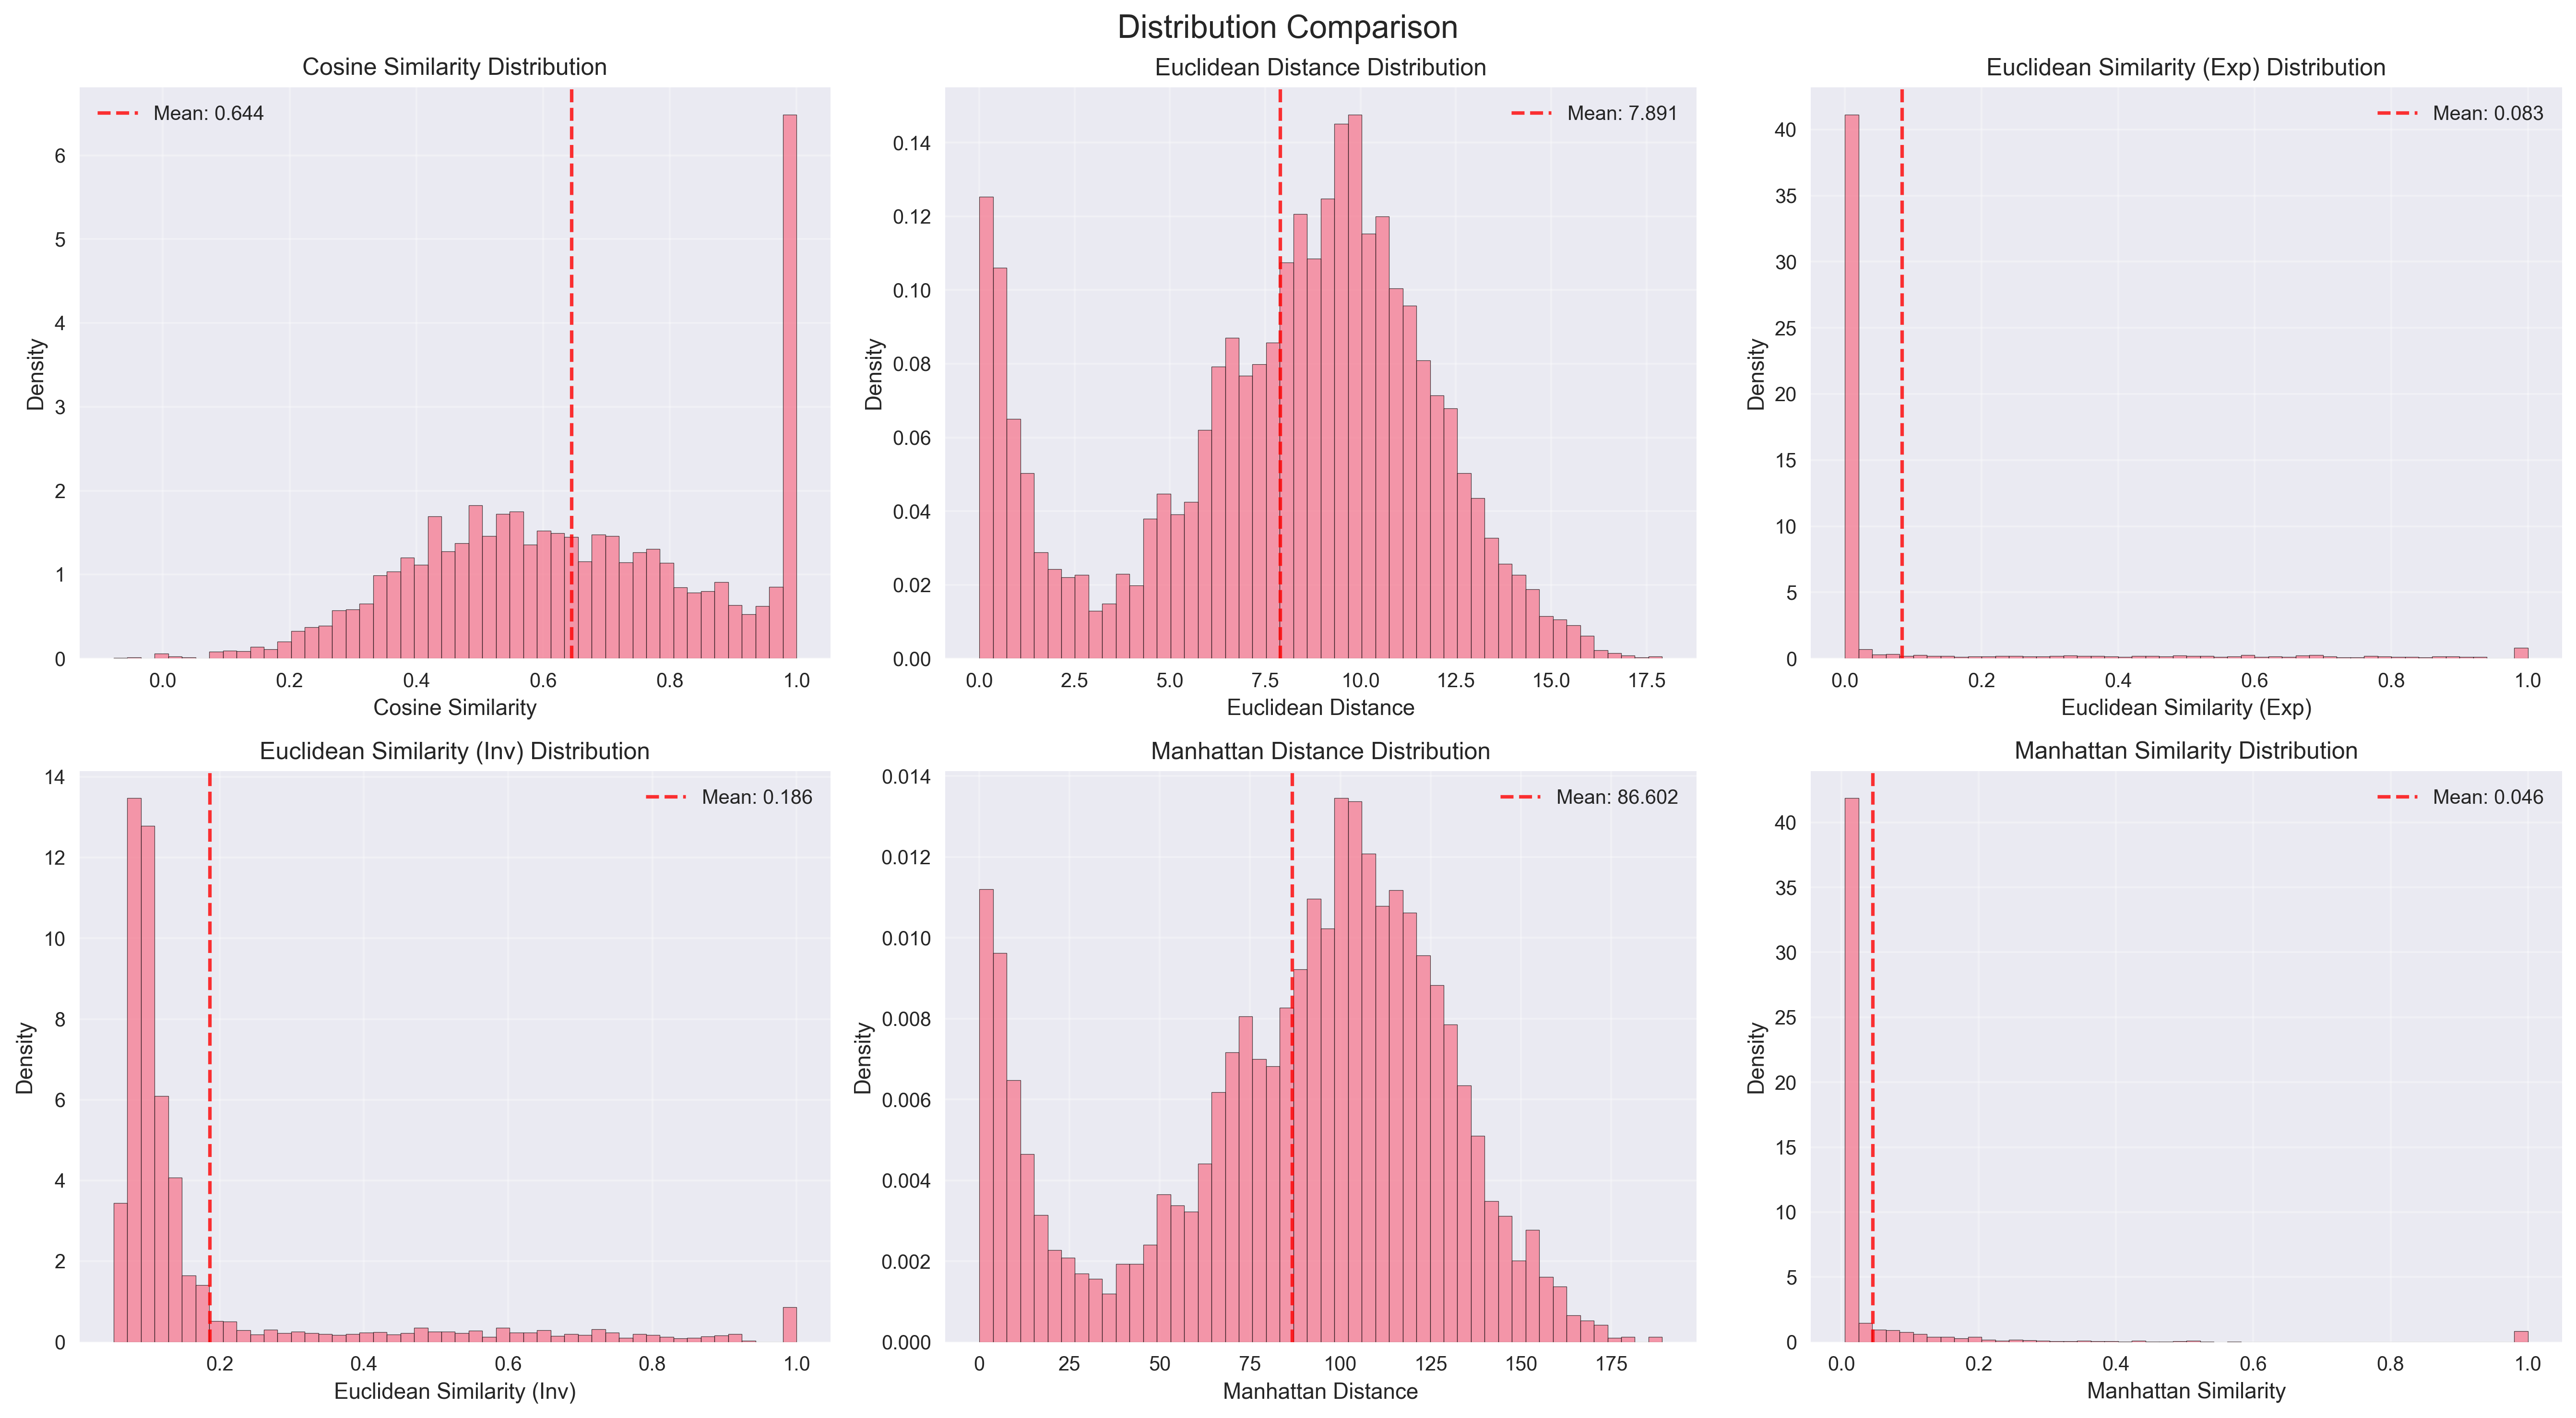 Distribution Comparison
Cosine Similarity Distribution
Mean: 0.644
6
5
4
3
2
1
0
Density
0.0 0.2 0.4 0.6 0.8 1.0
Cosine Similarity
Euclidean Distance Distribution
Mean: 7.891
0.14
0.12
0.10
0.08
0.06
0.04
0.02
0.00
Density
0.0 2.5 5.0 7.5 10.0 12.5 15.0 17.5
Euclidean Distance
Euclidean Similarity (Exp) Distribution
Mean: 0.083
40
35
30
25
20
15
10
5
0
Density
0.0 0.2 0.4 0.6 0.8 1.0
Euclidean Similarity (Exp)
Euclidean Similarity (Inv) Distribution
Mean: 0.186
14
12
10
8
6
4
2
0
Density
0.2 0.4 0.6 0.8 1.0
Euclidean Similarity (Inv)
Manhattan Distance Distribution
Mean: 86.602
0.014
0.012
0.010
0.008
0.006
0.004
0.002
0.000
Density
0 25 50 75 100 125 150 175
Manhattan Distance
Manhattan Similarity Distribution
Mean: 0.046
40
35
30
25
20
15
10
5
0
Density
0.0 0.2 0.4 0.6 0.8 1.0
Manhattan Similarity